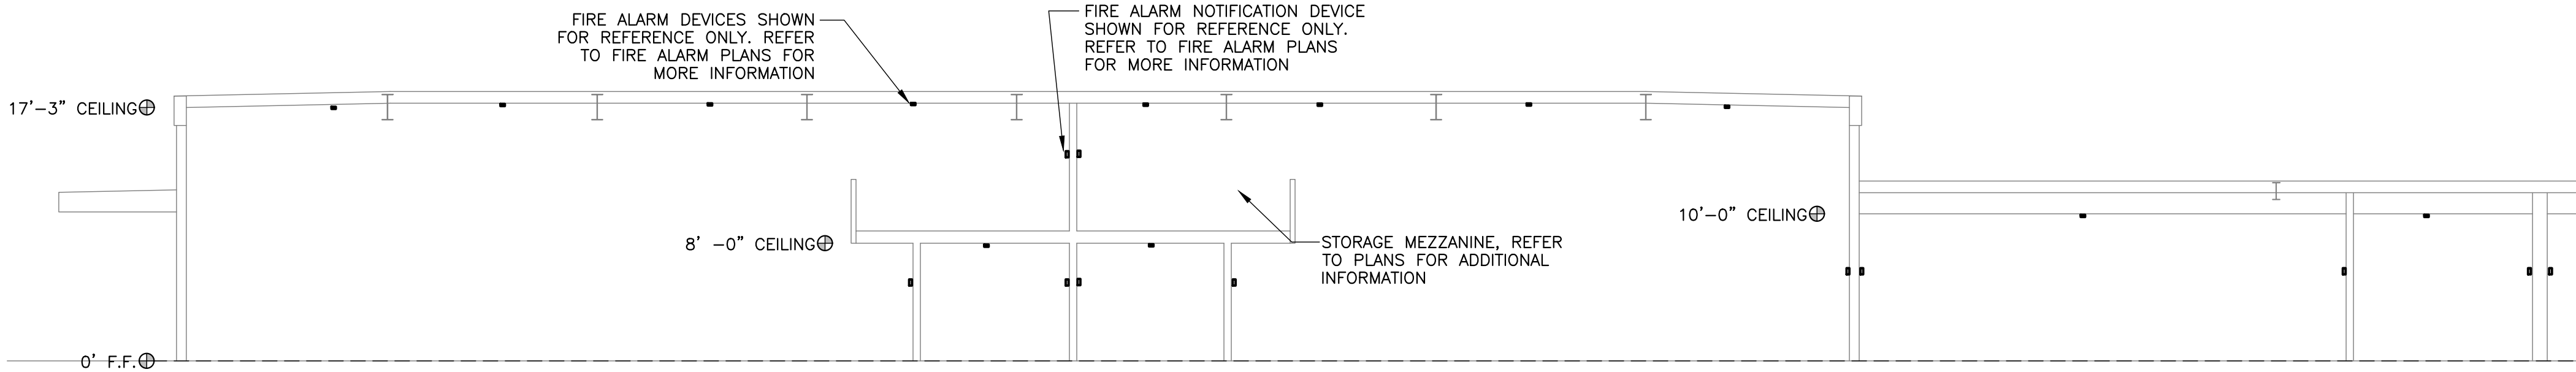 FIRE ALARM DEVICES SHOWN
FOR REFERENCE ONLY. REFER
TO FIRE ALARM PLANS FOR
MORE INFORMATION
FIRE ALARM NOTIFICATION DEVICE
SHOWN FOR REFERENCE ONLY.
REFER TO FIRE ALARM PLANS
FOR MORE INFORMATION
17'-3" CEILING
10'-0" CEILING
8' -0" CEILING
STORAGE MEZZANINE, REFER
TO PLANS FOR ADDITIONAL
INFORMATION
0' F.F.